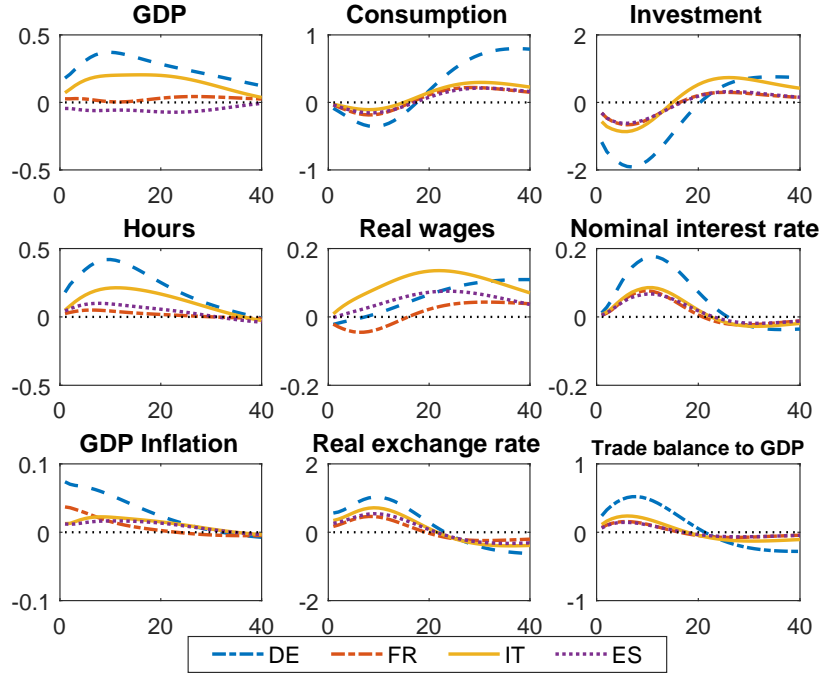 GDP Consumption Investment
0.5 1 2
0 0 0
-0.5 -1 -2
0 20 40 0 20 40 0 20 40
Hours Real wages Nominal interest rate
0.5 0.2 0.2
0 0 0
-0.5 -0.2 -0.2
0 20 40 0 20 40 0 20 40
GDP Inflation Real exchange rate Trade balance to GDP
0.1 2 1
0 0 0
-0.1 -2 -1
0 20 40 0 20 40 0 20 40
DE FR IT ES